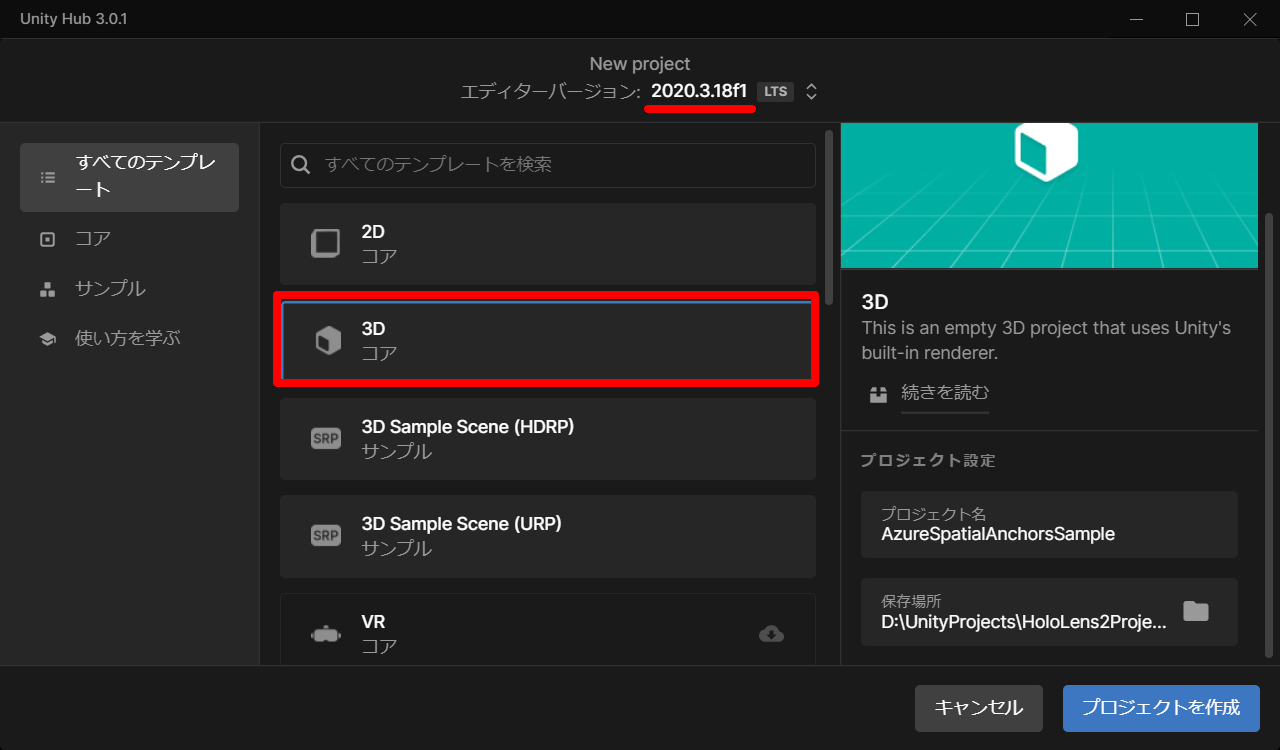 Unity Hub 3.0.1
New project
エディターバージョン: 2020.3.18f1 LTS
すべてのテンプレ
ート
コア
サンプル
使い方を学ぶ
すべてのテンプレートを検索
2D
コア
3D
コア
SRP
3D Sample Scene (HDRP)
サンプル
SRP
3D Sample Scene (URP)
サンプル
VR
コア
3D
This is an empty 3D project that uses Unity's
built-in renderer.
続きを読む
プロジェクト設定
プロジェクト名
AzureSpatialAnchorsSample
保存場所
D:\UnityProjects\HoloLens2Proje...
キャンセル
プロジェクトを作成